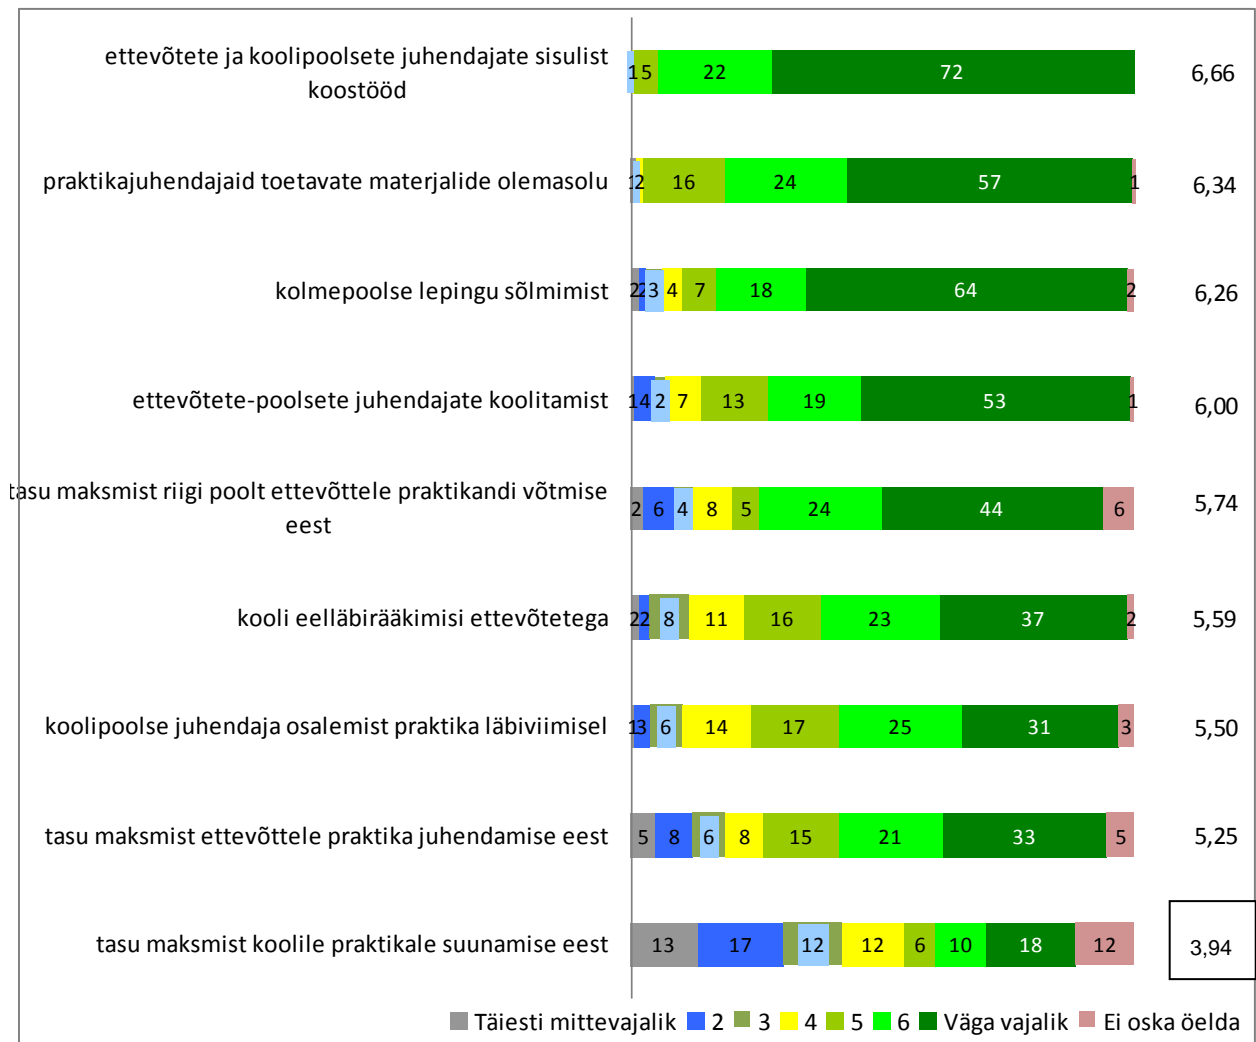 ettevõtete ja koolipoolsete juhendajate sisulist
koostööd
1 5 22 72 6,66
praktikajuhendajaid toetavate materjalide olemasolu
1 2 16 24 57 1 6,34
kolmepoolse lepingu sõlmimist
2 2 3 4 7 18 64 2 6,26
ettevõtete-poolsete juhendajate koolitamist
1 4 2 7 13 19 53 1 6,00
tasu maksmist riigi poolt ettevõttele praktikandi võtmise
eest
2 6 4 8 5 24 44 6 5,74
kooli eelläbirääkimisi ettevõtetega
2 2 8 11 16 23 37 2 5,59
koolipoolse juhendaja osalemist praktika läbiviimisel
1 3 6 14 17 25 31 3 5,50
tasu maksmist ettevõttele praktika juhendamise eest
5 8 6 8 15 21 33 5 5,25
tasu maksmist koolile praktikale suunamise eest
13 17 12 12 6 10 18 12 3,94
Täiesti mittevajalik 2 3 4 5 6 Väga vajalik Ei oska öelda